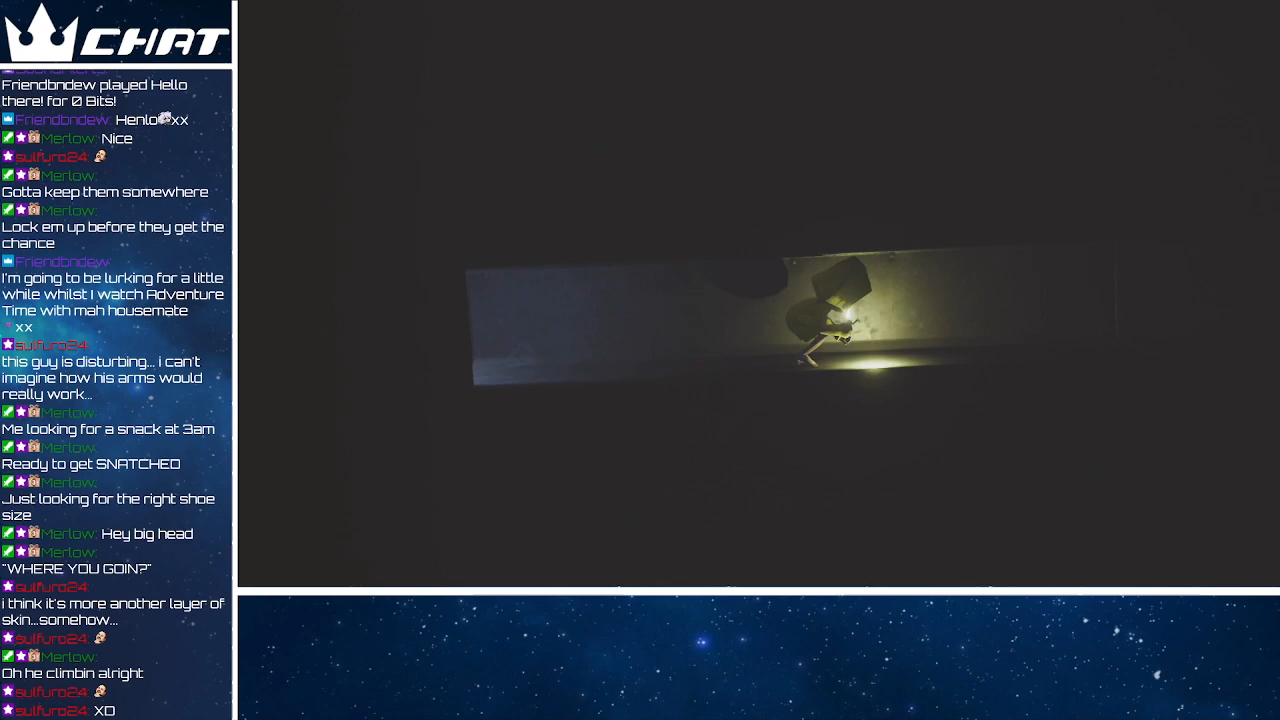 CHAT
Friendbndew played Hello
there! for 0 Bits!
Friendbndew: Henlo xx
Merlow: Nice
sulfuro24:
Merlow:
Gotta keep them somewhere
Merlow:
Lock em up before they get the
chance
Friendbndew:
I'm going to be lurking for a little
while whilst I watch Adventure
Time with mah housemate
xx
sulfuro24:
this guy is disturbing... i can't
imagine how his arms would
really work...
Merlow:
Me looking for a snack at 3am
Merlow:
Ready to get SNATCHED
Merlow:
Just looking for the right shoe
size
Merlow: Hey big head
Merlow:
"WHERE YOU GOIN?"
sulfuro24:
i think it's more another layer of
skin...somehow...
sulfuro24:
Merlow:
Oh he climbin alright
sulfuro24:
sulfuro24: XD